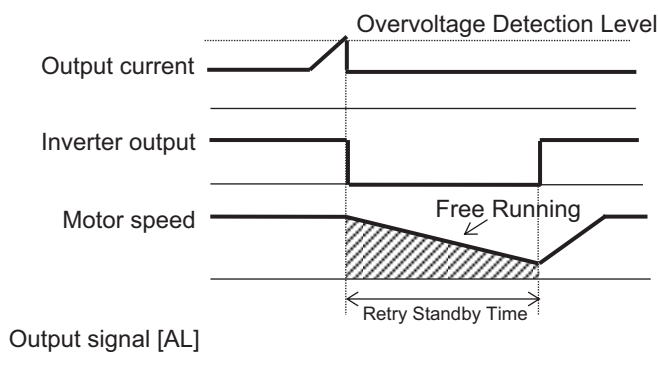 Overvoltage Detection Level
Output current
Inverter output
Motor speed
Free Running
Retry Standby Time
Output signal [AL]